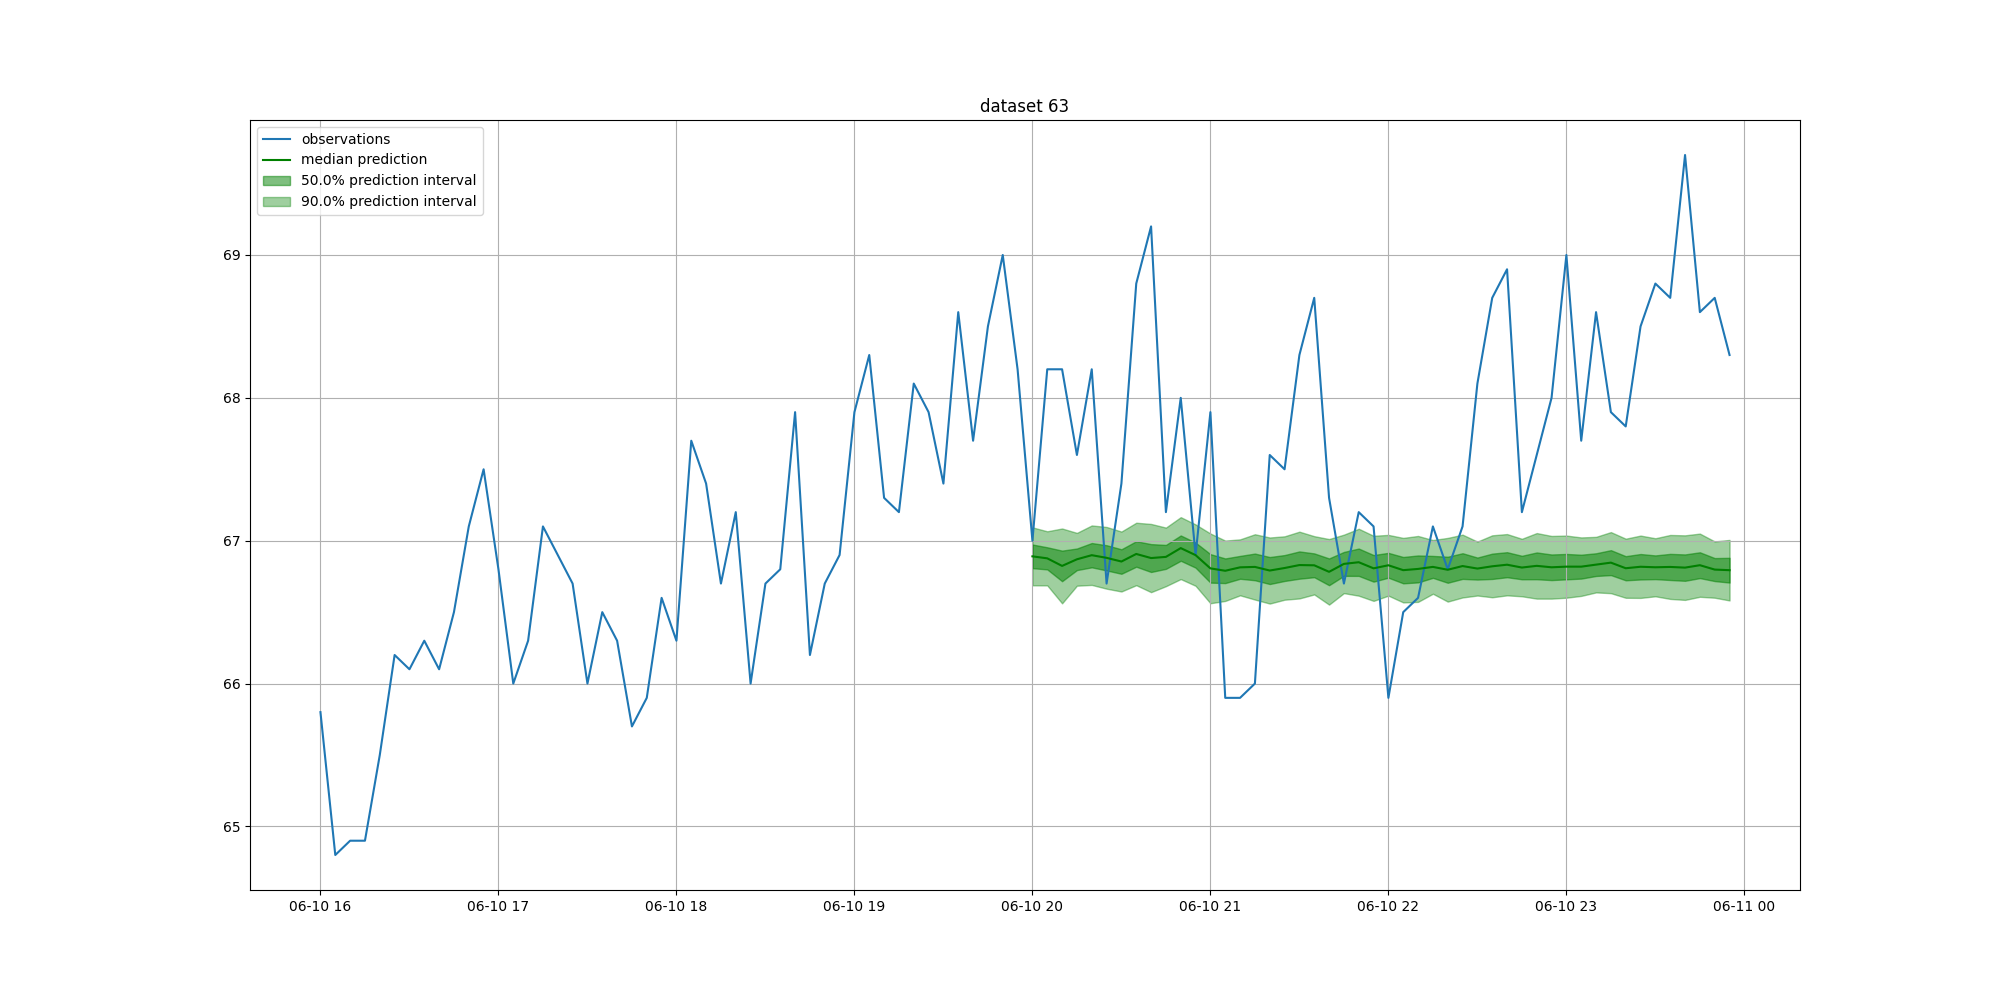 dataset 63
observations
median prediction
50.0% prediction interval
90.0% prediction interval
69
68
67
66
65
06-10 16
06-10 17
06-10 18
06-10 19
06-10 20
06-10 21
06-10 22
06-10 23
06-11 00